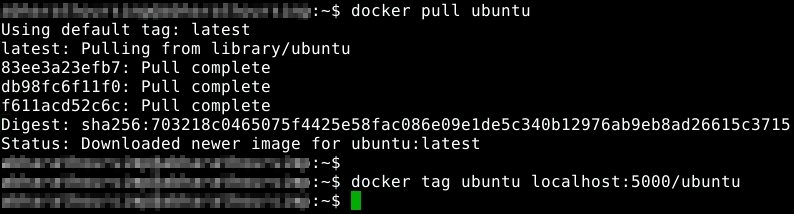 :~$ docker pull ubuntu
Using default tag: latest
latest: Pulling from library/ubuntu
83ee3a23efb7: Pull complete
db98fc6f11f0: Pull complete
f611acd52c6c: Pull complete
Digest: sha256:703218c0465075f4425e58fac086e09e1de5c340b12976ab9eb8ad26615c3715
Status: Downloaded newer image for ubuntu:latest
:~$
:~$ docker tag ubuntu localhost:5000/ubuntu
:~$